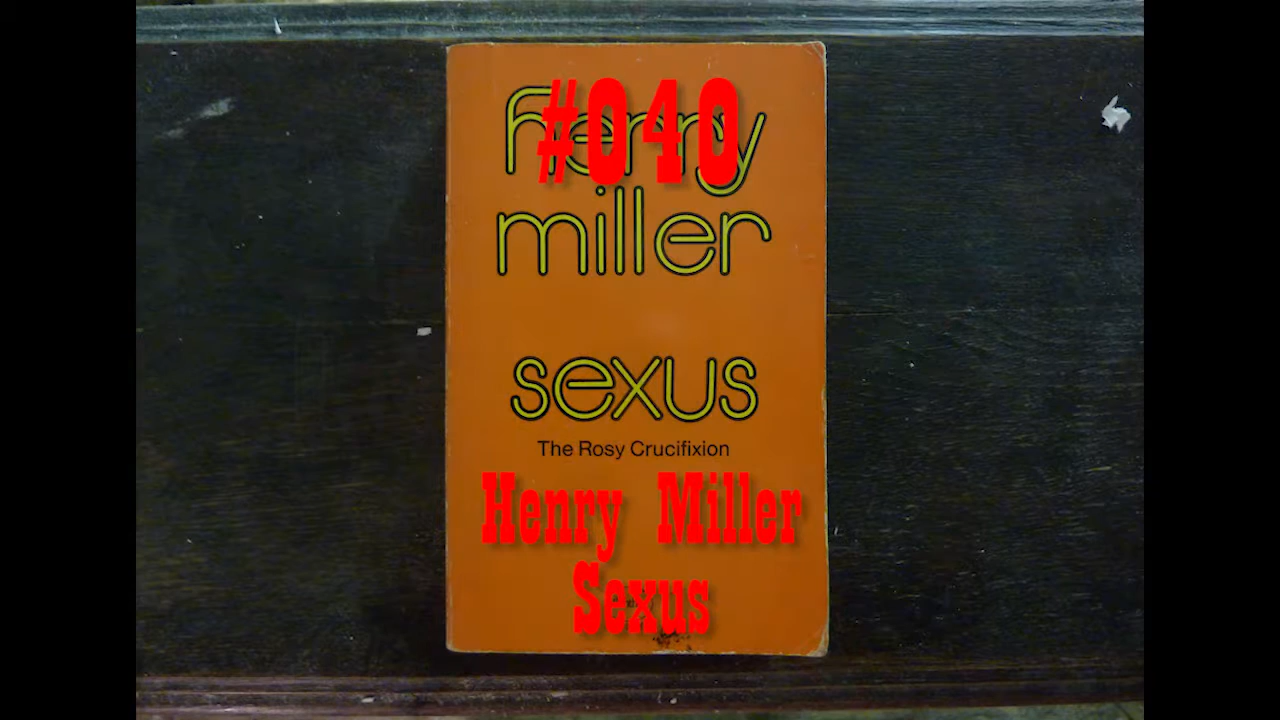 #040
henry
miller
sexus
The Rosy Crucifixion
Henry Miller
Sexus